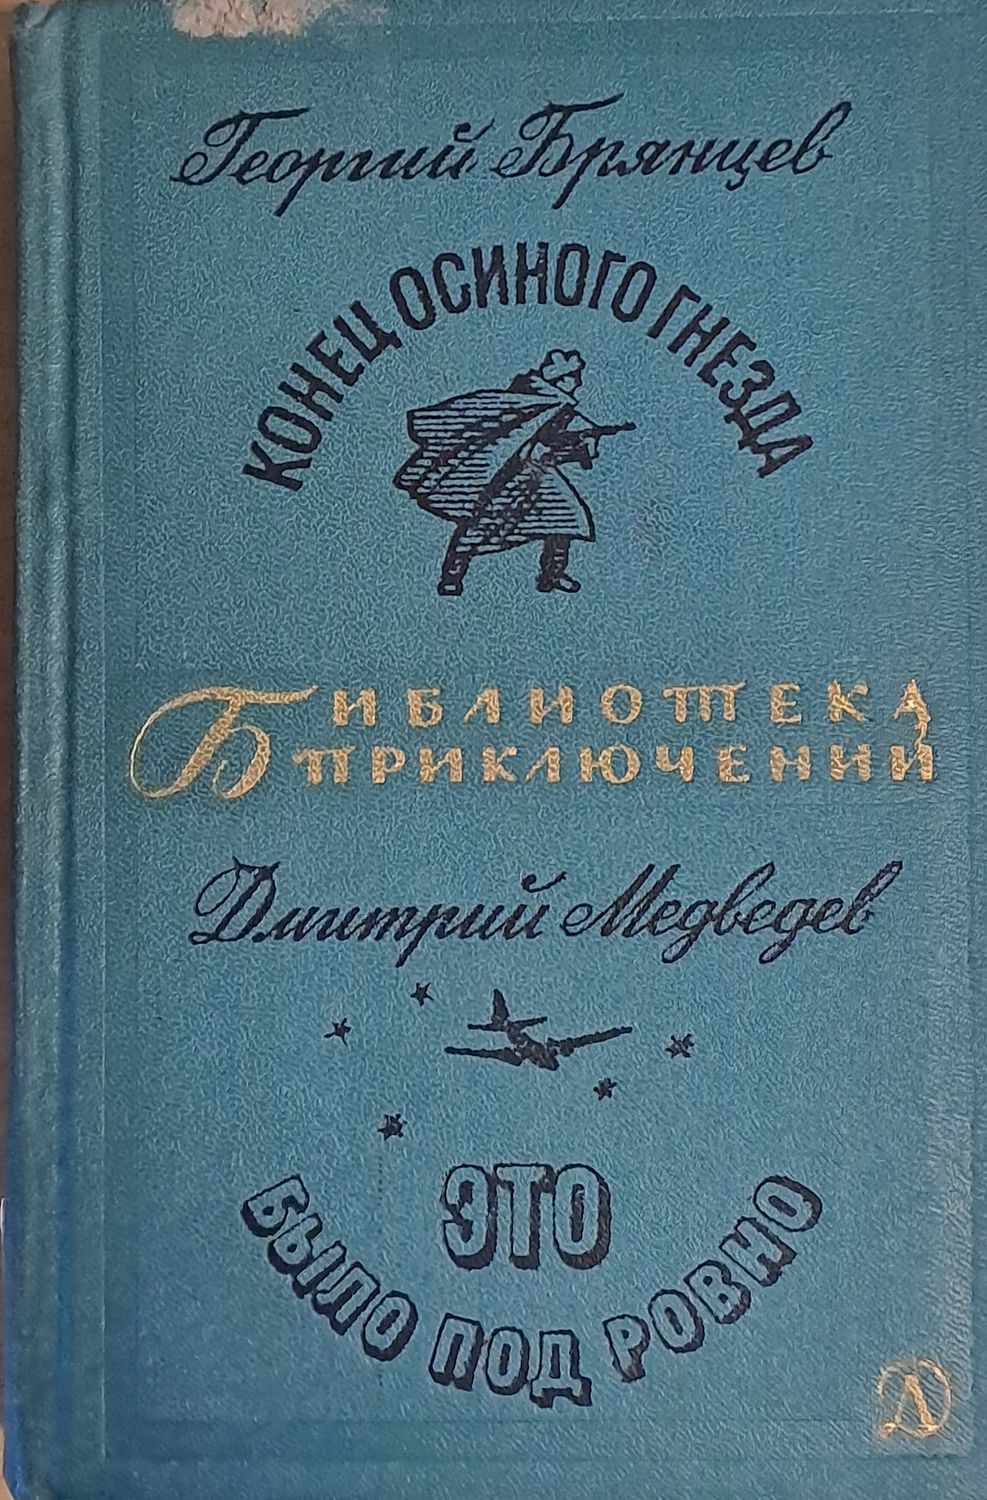 Георгий Брянцев
КОНЕЦ ОСИНОГО ГНЕЗДА
БИБЛИОТЕКА
ПРИКЛЮЧЕНИЙ
Дмитрий Медведев
ЭТО
БЫЛО ПОД РОВНО
Д